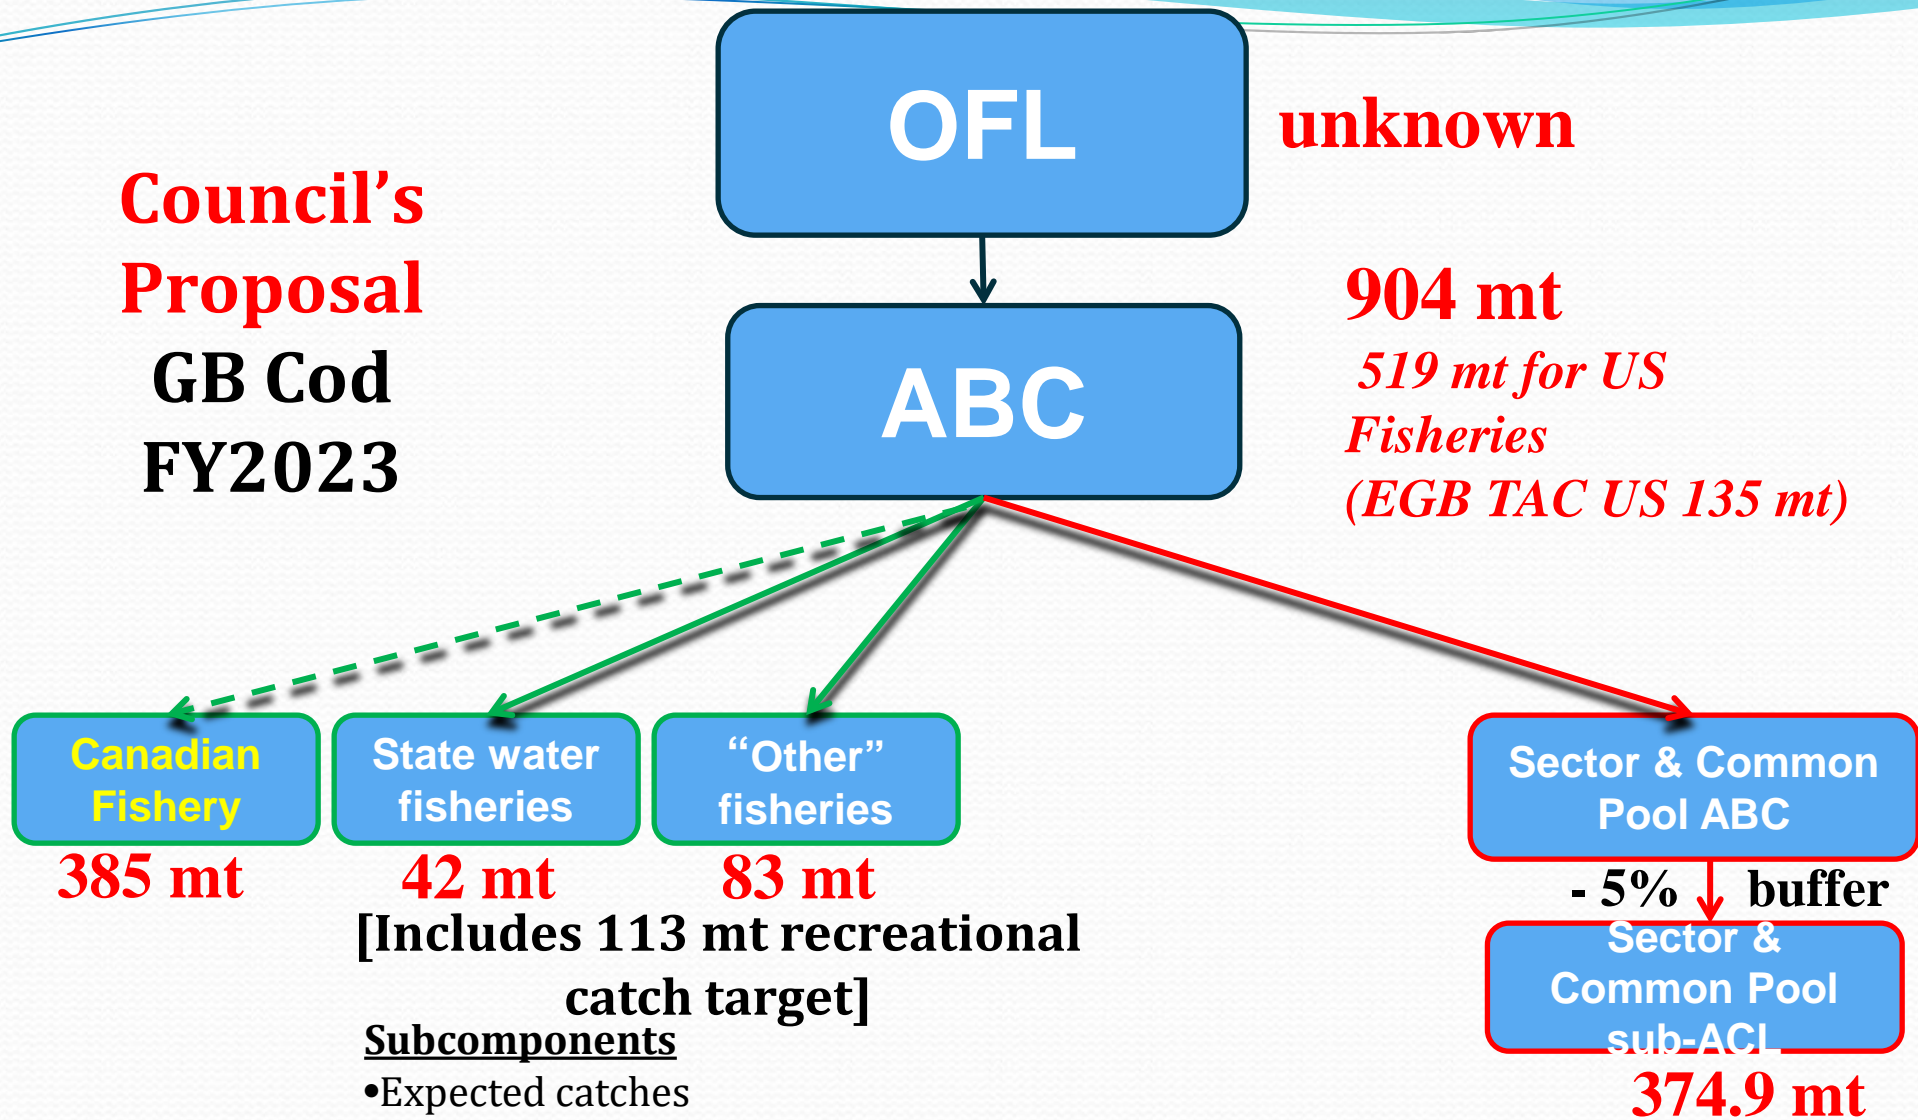 OFL
unknown
Council’s
Proposal
GB Cod
FY2023
ABC
904 mt
519 mt for US
Fisheries
(EGB TAC US 135 mt)
Canadian
Fishery
385 mt
State water
fisheries
42 mt
“Other”
fisheries
83 mt
[Includes 113 mt recreational
catch target]
Subcomponents
•Expected catches
Sector & Common
Pool ABC
- 5% buffer
Sector &
Common Pool
sub-ACL
374.9 mt